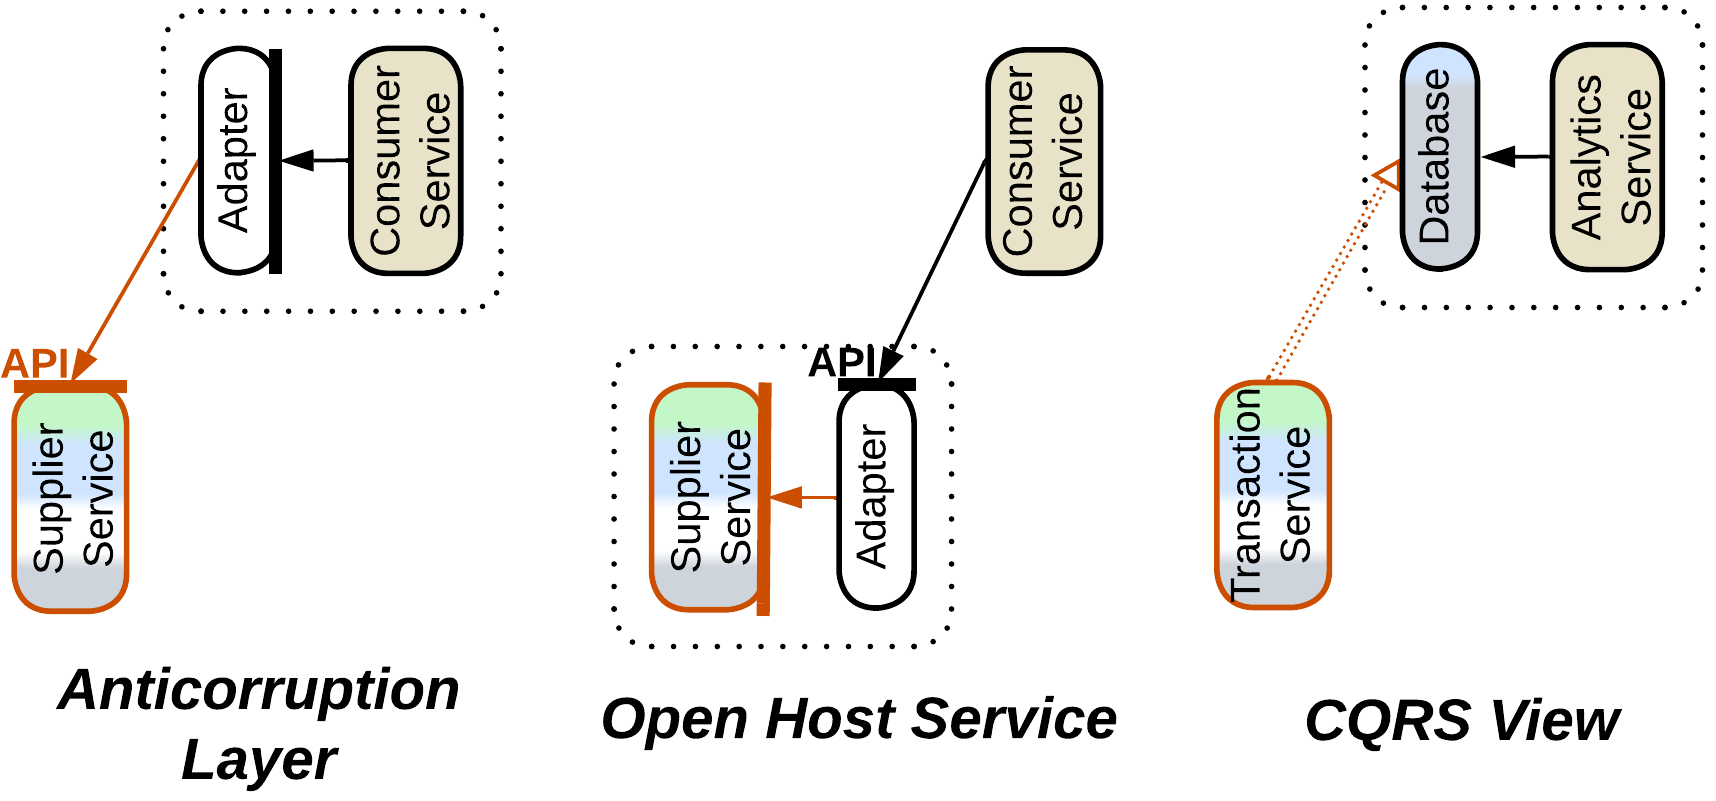 Adapter
Consumer
Service
API
Supplier
Service
Anticorruption
Layer
Consumer
Service
API
Supplier
Service
Adapter
Open Host Service
Database
Analytics
Service
Transaction
Service
CQRS View